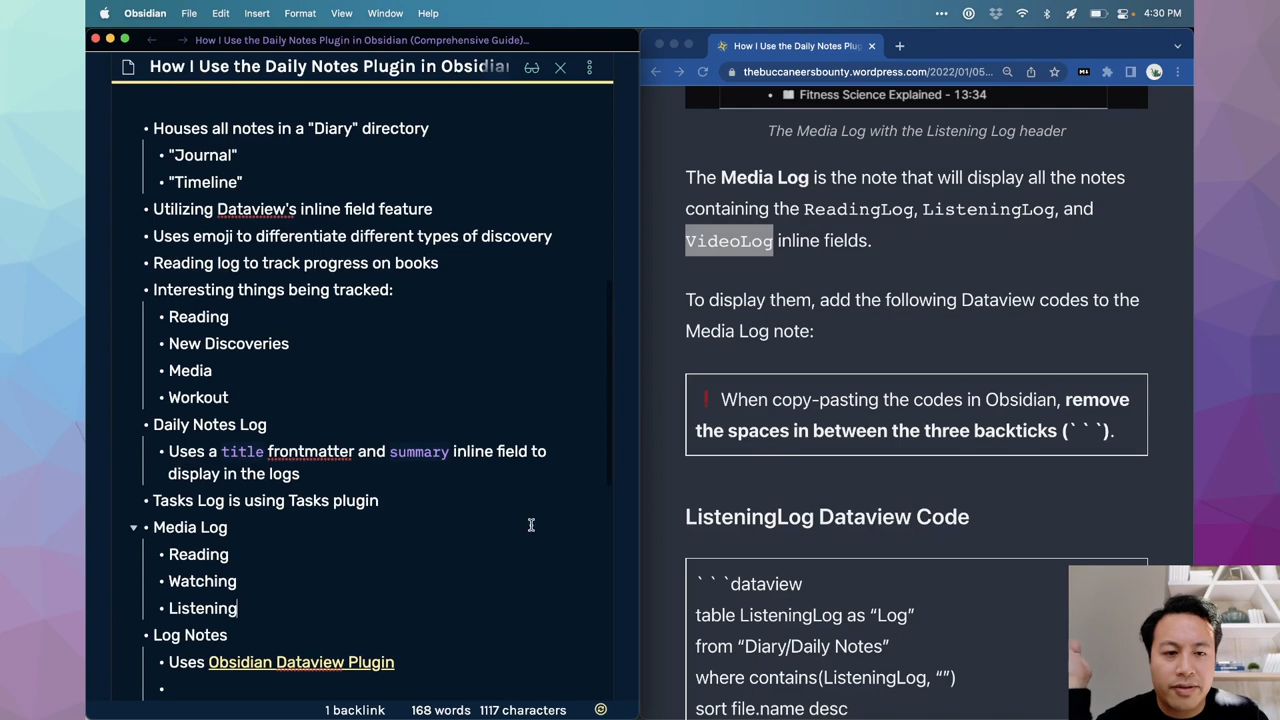 Obsidian File Edit Insert Format View Window Help
4:30 PM
How I Use the Daily Notes Plugin in Obsidian (Comprehensive Guide)...
How I Use the Daily Notes Plugin in Obsidian
• Houses all notes in a "Diary" directory
• "Journal"
• "Timeline"
• Utilizing Dataview's inline field feature
• Uses emoji to differentiate different types of discovery
• Reading log to track progress on books
• Interesting things being tracked:
• Reading
• New Discoveries
• Media
• Workout
• Daily Notes Log
• Uses a title frontmatter and summary inline field to
display in the logs
• Tasks Log is using Tasks plugin
• Media Log
• Reading
• Watching
• Listening
• Log Notes
• Uses Obsidian Dataview Plugin
•
1 backlink 168 words 1117 characters
How I Use the Daily Notes Plug
thebuccaneersbounty.wordpress.com/2022/01/05...
• Fitness Science Explained - 13:34
The Media Log with the Listening Log header
The Media Log is the note that will display all the notes
containing the ReadingLog, ListeningLog, and
VideoLog inline fields.
To display them, add the following Dataview codes to the
Media Log note:
❗ When copy-pasting the codes in Obsidian, remove
the spaces in between the three backticks (` ` `).
ListeningLog Dataview Code
` ` `dataview
table ListeningLog as “Log”
from “Diary/Daily Notes”
where contains(ListeningLog, “”)
sort file.name desc